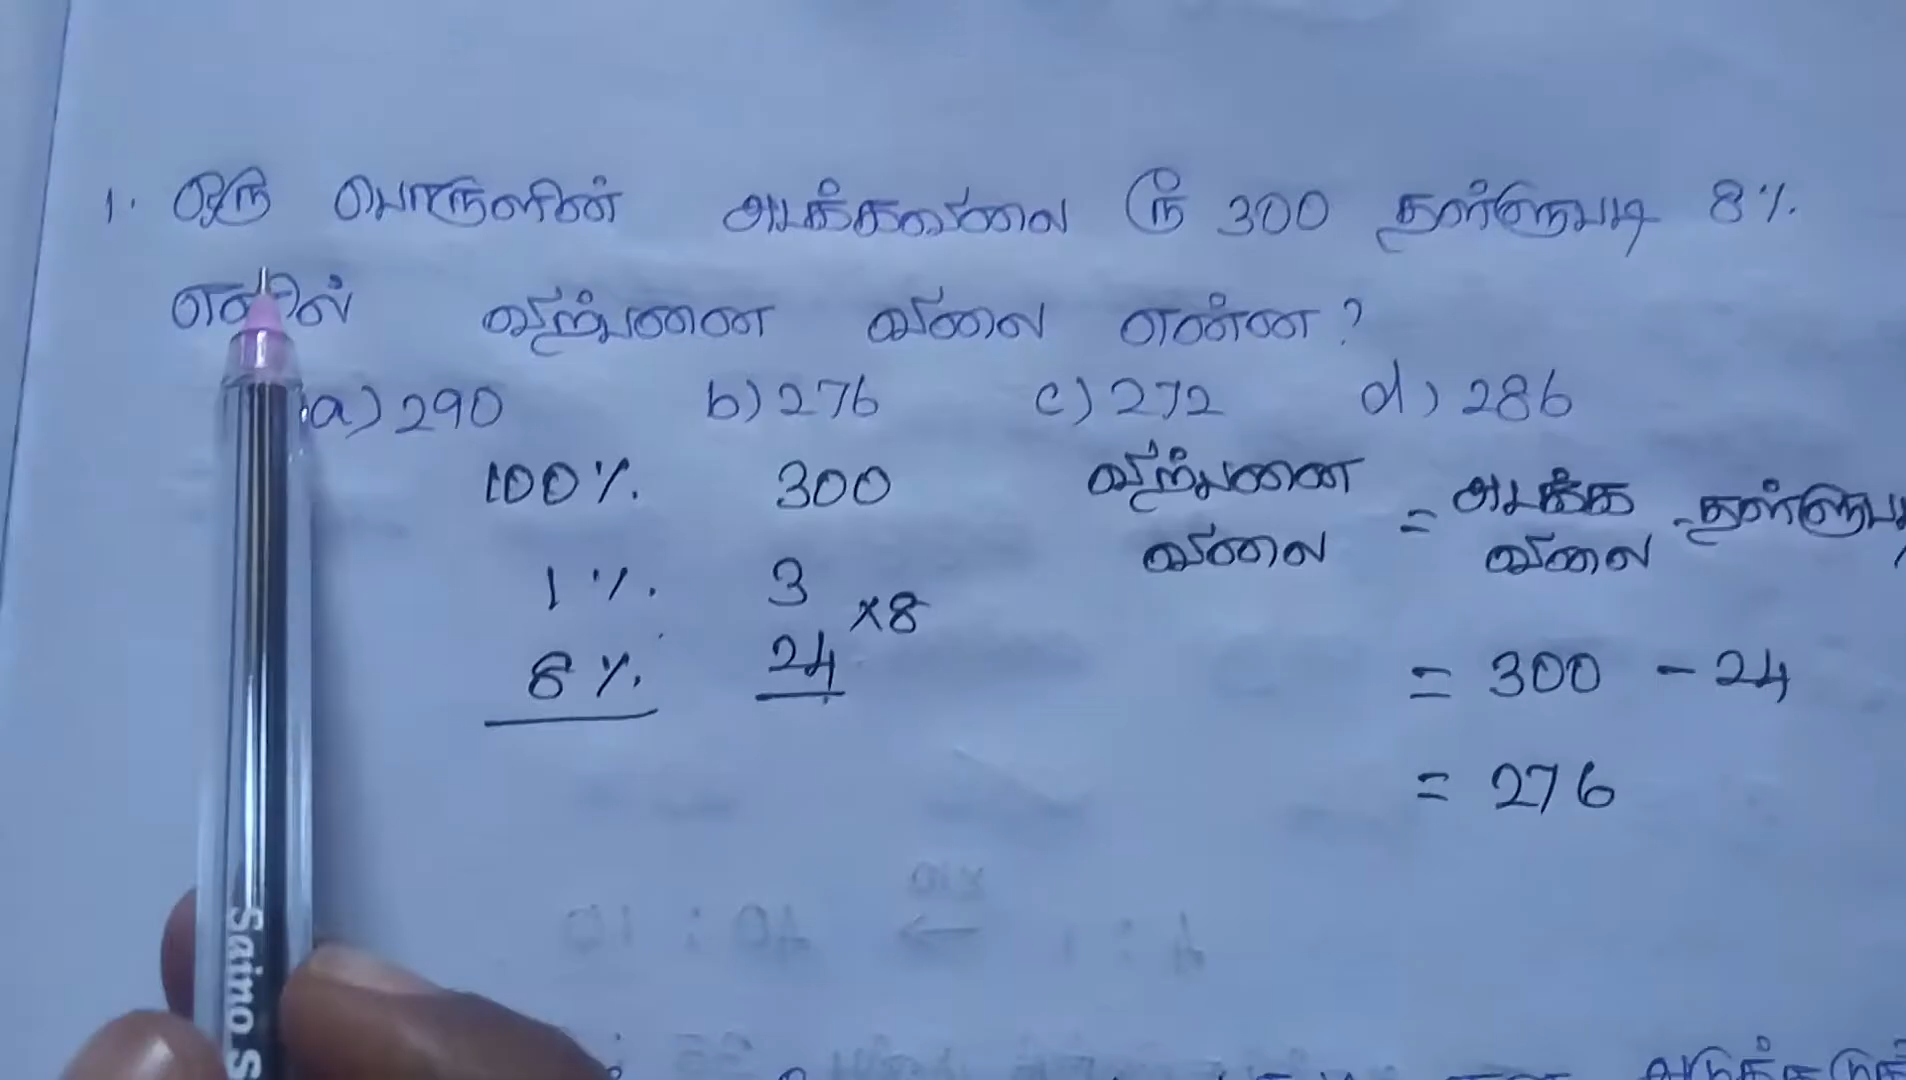 1. ஒரு பொருளின் அடக்கவிலை ரூ 300 தள்ளுபடி 8%
எனில் விற்பனை விலை என்ன?
a) 290 b) 276 c) 272 d) 286
100% 300 விற்பனை விலை = அடக்க விலை - தள்ளுப
1% 3 ×8
8% 24 = 300 - 24
= 276
Saino S